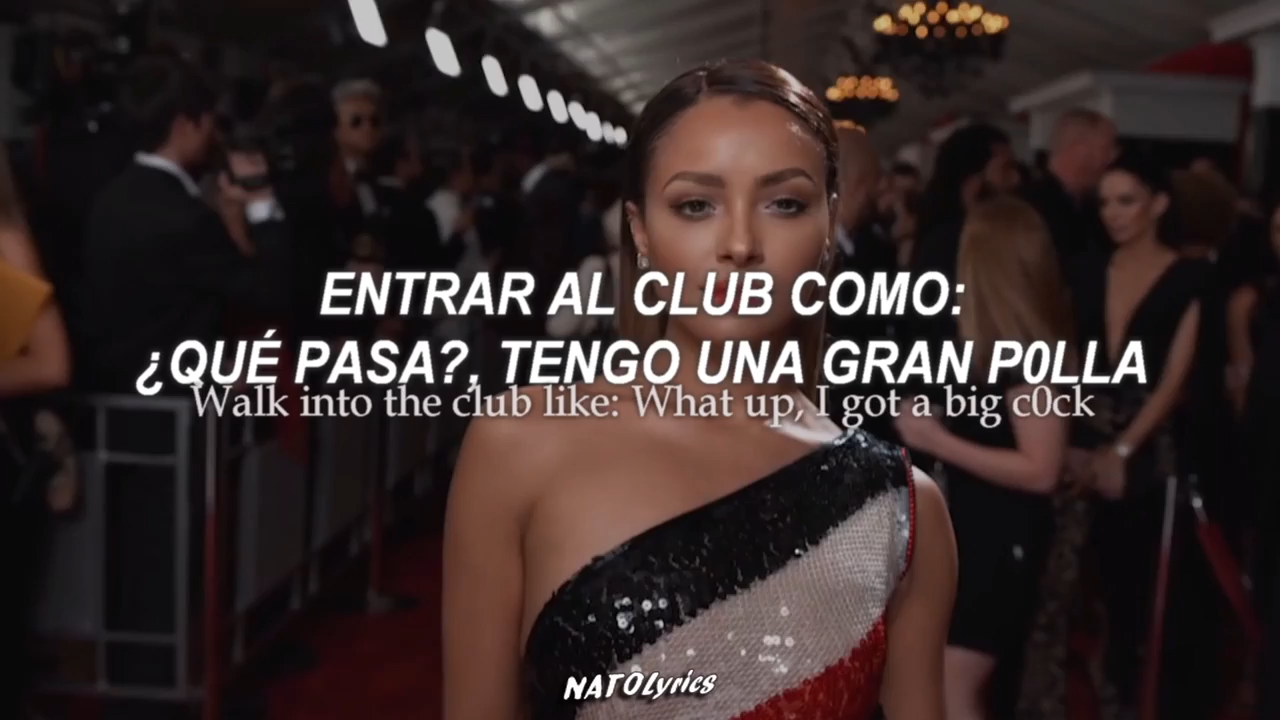 ENTRAR AL CLUB COMO:
¿QUÉ PASA?, TENGO UNA GRAN P0LLA
Walk into the club like: What up, I got a big c0ck
NATOLyrics